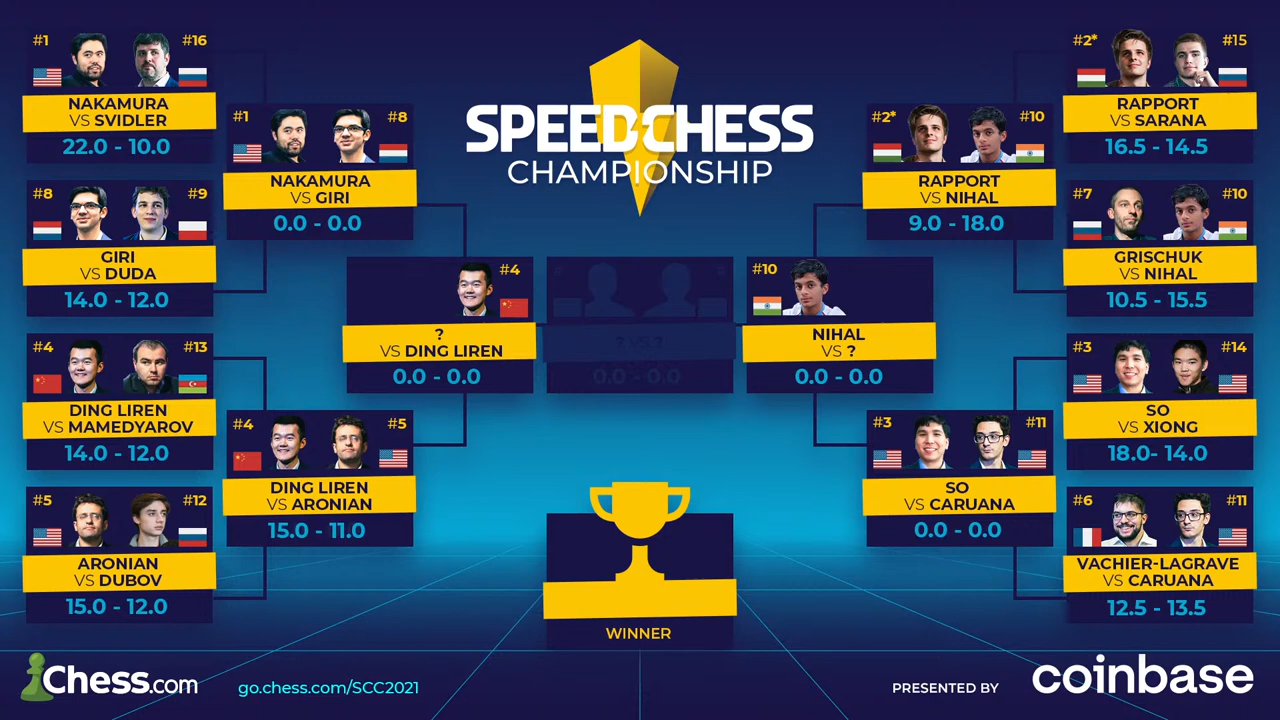 #1 #16
NAKAMURA
VS SVIDLER
22.0 - 10.0
#8 #9
GIRI
VS DUDA
14.0 - 12.0
#4 #13
DING LIREN
VS MAMEDYAROV
14.0 - 12.0
#5 #12
ARONIAN
VS DUBOV
15.0 - 12.0
#1 #8
NAKAMURA
VS GIRI
0.0 - 0.0
#4 #5
DING LIREN
VS ARONIAN
15.0 - 11.0
#4
?
VS DING LIREN
0.0 - 0.0
SPEED CHESS
CHAMPIONSHIP
? VS ?
0.0 - 0.0
WINNER
#10
NIHAL
VS ?
0.0 - 0.0
#2* #10
RAPPORT
VS NIHAL
9.0 - 18.0
#3 #11
SO
VS CARUANA
0.0 - 0.0
#2* #15
RAPPORT
VS SARANA
16.5 - 14.5
#7 #10
GRISCHUK
VS NIHAL
10.5 - 15.5
#3 #14
SO
VS XIONG
18.0- 14.0
#6 #11
VACHIER-LAGRAVE
VS CARUANA
12.5 - 13.5
Chess.com
go.chess.com/SCC2021
PRESENTED BY
coinbase